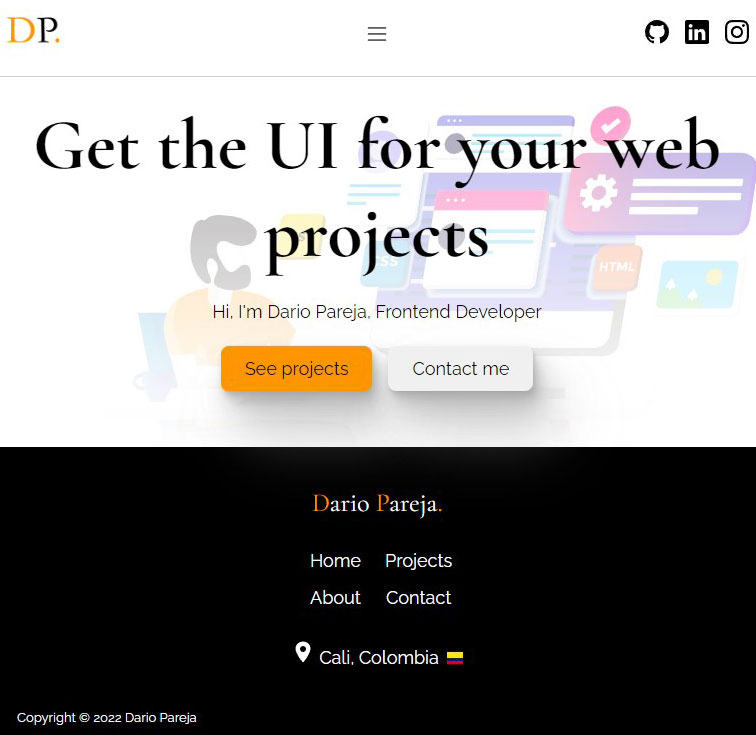 DP.
Get the UI for your web
projects
CSS
HTML
Hi, I'm Dario Pareja, Frontend Developer
See projects
Contact me
Dario Pareja.
Home Projects
About Contact
Cali, Colombia
Copyright © 2022 Dario Pareja